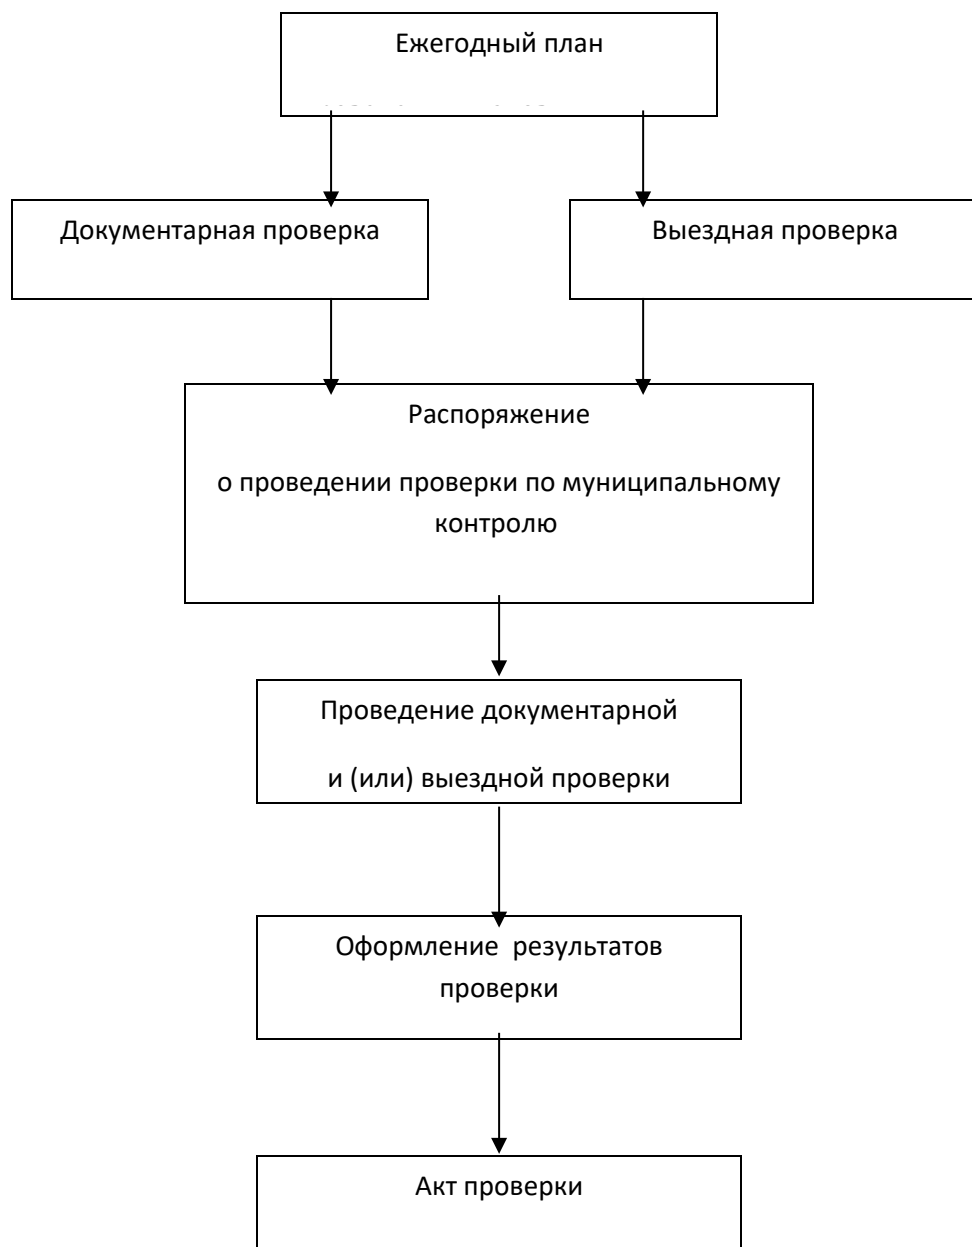 Ежегодный план
Документарная проверка
Выездная проверка
Распоряжение
о проведении проверки по муниципальному
контролю
Проведение документарной
и (или) выездной проверки
Оформление  результатов
проверки
Акт проверки